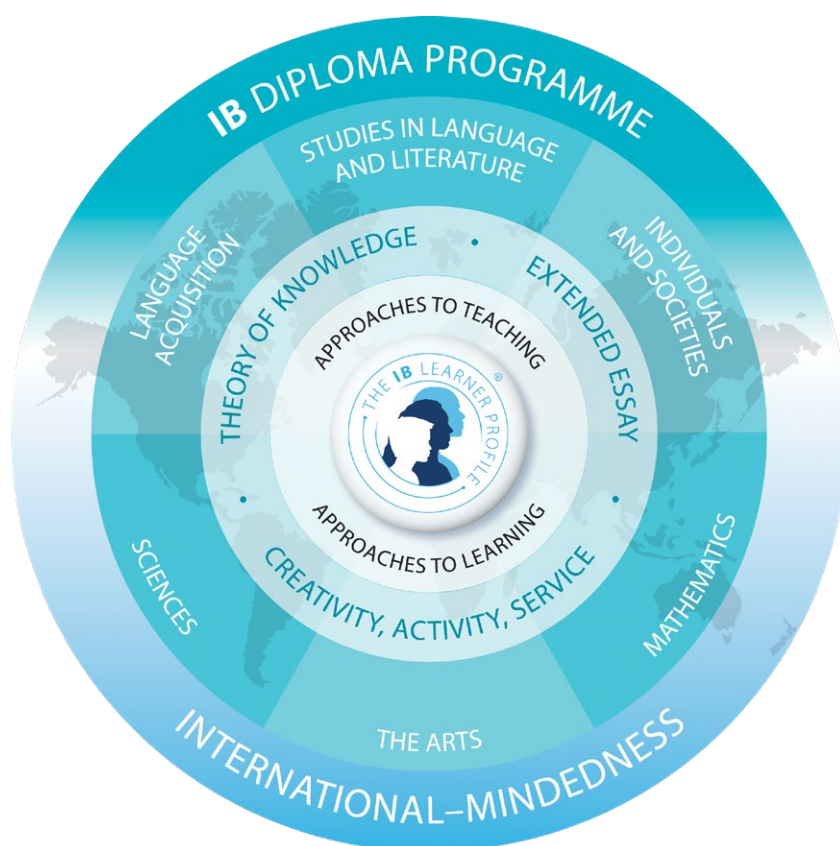 IB DIPLOMA PROGRAMME
STUDIES IN LANGUAGE
AND LITERATURE
LANGUAGE
ACQUISITION
INDIVIDUALS
AND SOCIETIES
THEORY OF KNOWLEDGE
•
EXTENDED ESSAY
•
APPROACHES TO TEACHING
THE IB LEARNER PROFILE®
APPROACHES TO LEARNING
•
CREATIVITY, ACTIVITY, SERVICE
SCIENCES
MATHEMATICS
THE ARTS
INTERNATIONAL–MINDEDNESS